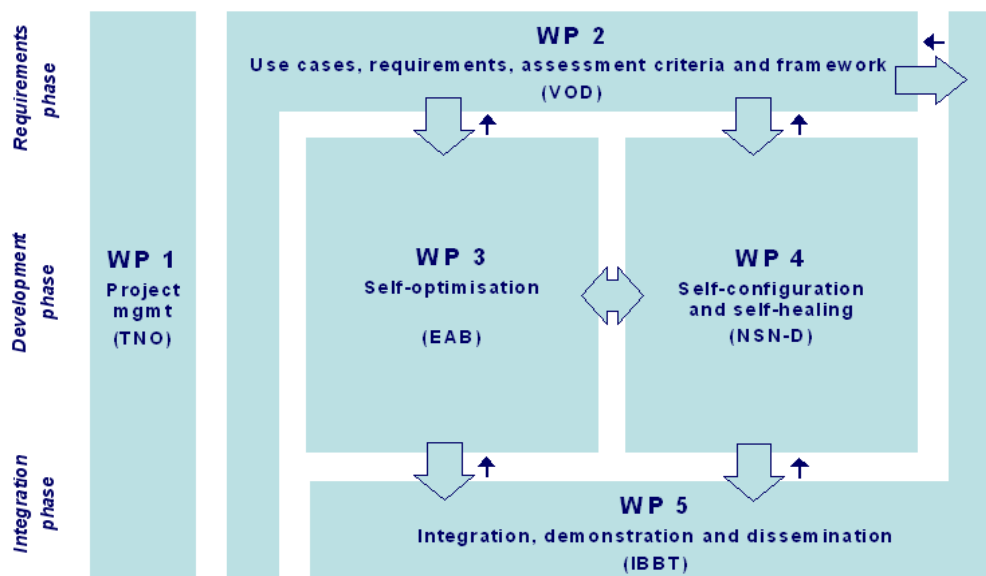 Requirements
phase
Development
phase
Integration
phase
WP 1
Project
mgmt
(TNO)
WP 2
Use cases, requirements, assessment criteria and framework
(VOD)
WP 3
Self-optimisation
(EAB)
WP 4
Self-configuration
and self-healing
(NSN-D)
WP 5
Integration, demonstration and dissemination
(IBBT)